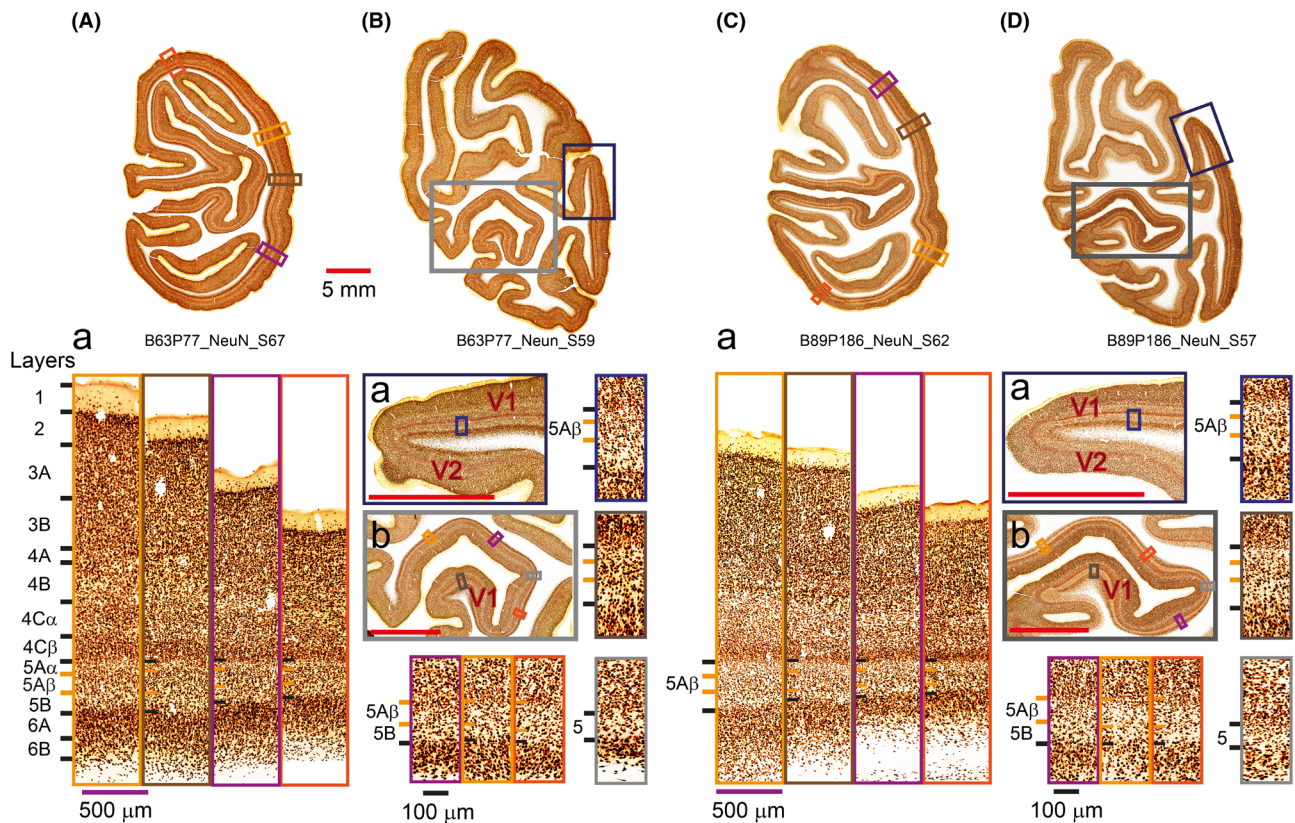 (A)
(B)
(C)
(D)
5 mm
B63P77_NeuN_S67
B63P77_Neun_S59
B89P186_NeuN_S62
B89P186_NeuN_S57
a
Layers
1
2
3A
3B
4A
4B
4Cα
4Cβ
5Aα
5Aβ
5B
6A
6B
500 μm
a
V1
V2
5Aβ
b
V1
5Aβ
5B
5
100 μm
a
5Aβ
500 μm
a
V1
V2
5Aβ
b
V1
5Aβ
5B
5
100 μm